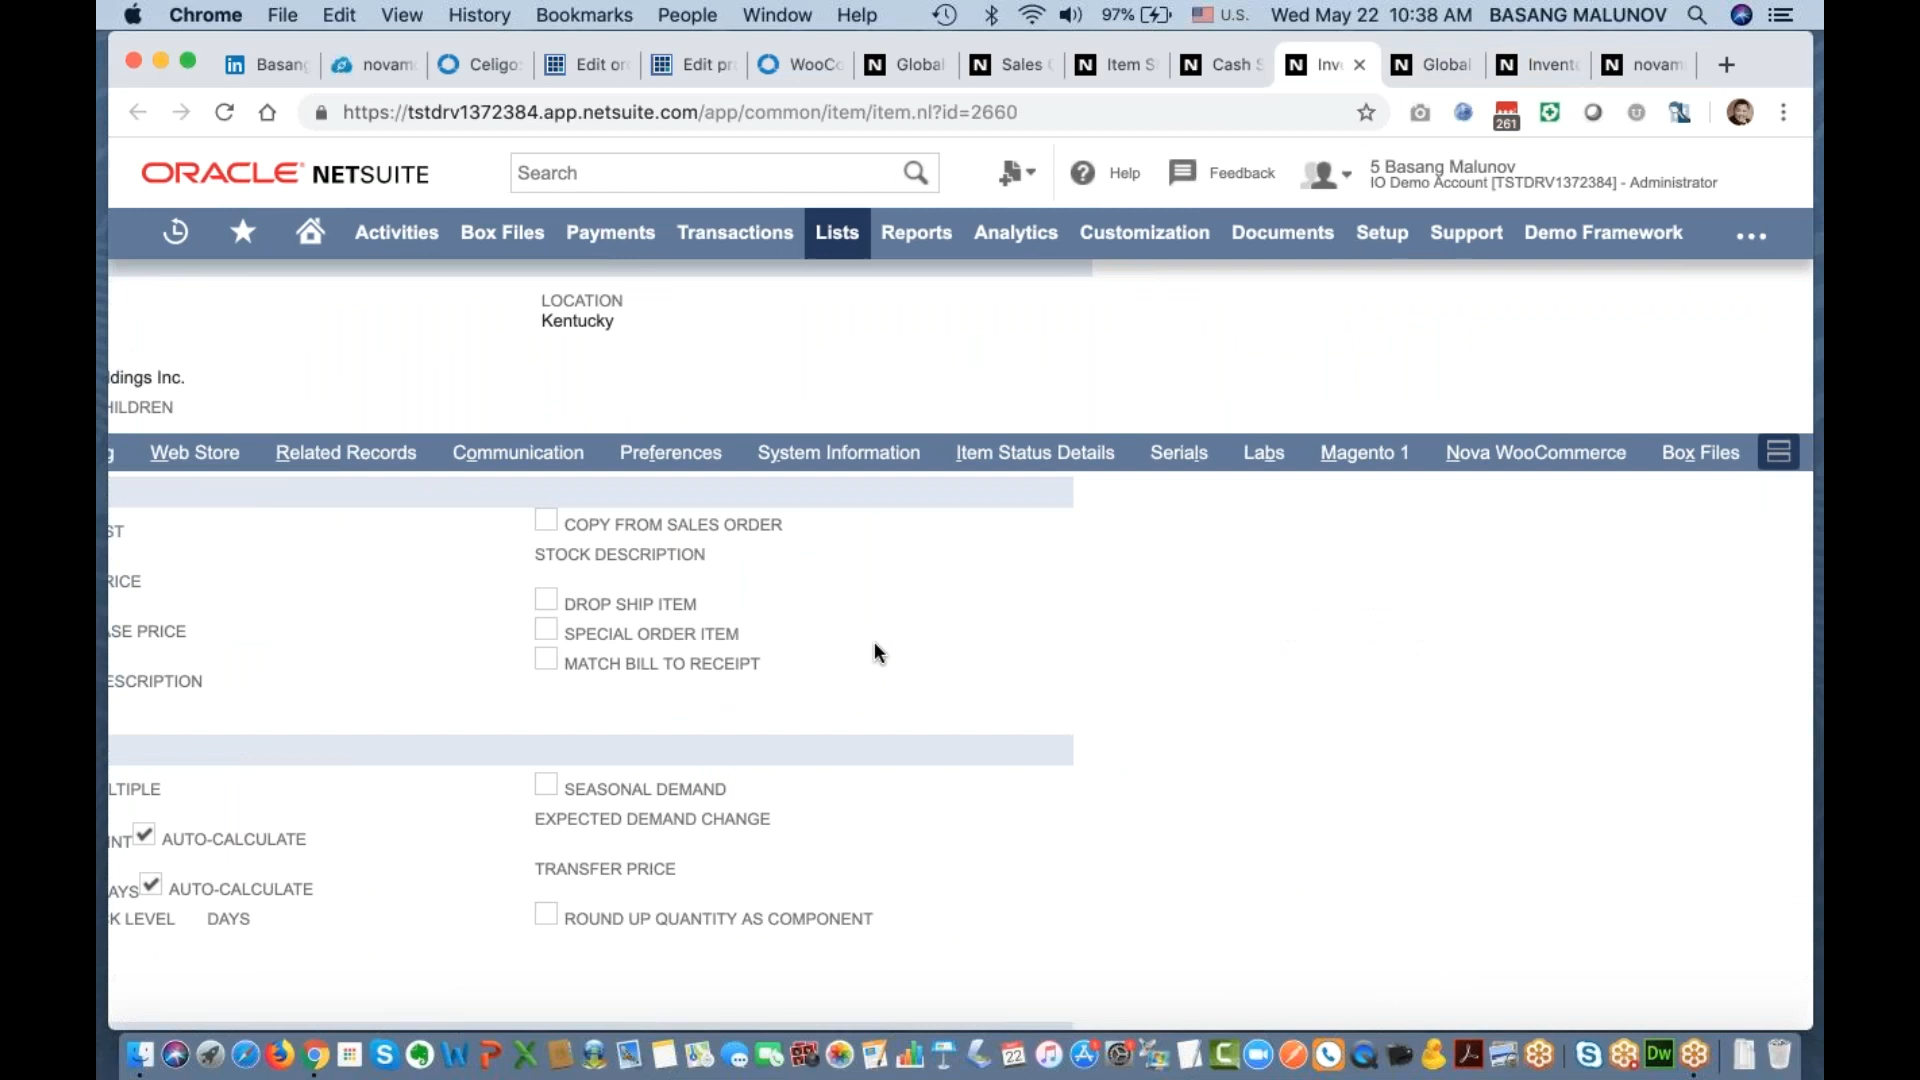 Chrome File Edit View History Bookmarks People Window Help 97% U.S. Wed May 22 10:38 AM BASANG MALUNOV
Basang novam Celigo Edit or Edit pr WooCo Global Sales Item S Cash S Inv Global Invent novam
https://tstdrv1372384.app.netsuite.com/app/common/item/item.nl?id=2660
261
ORACLE NETSUITE
Search
Help
Feedback
5 Basang Malunov
IO Demo Account [TSTDRV1372384] - Administrator
Activities Box Files Payments Transactions Lists Reports Analytics Customization Documents Setup Support Demo Framework
LOCATION
Kentucky
dings Inc.
HILDREN
g Web Store Related Records Communication Preferences System Information Item Status Details Serials Labs Magento 1 Nova WooCommerce Box Files
ST
RICE
ASE PRICE
ESCRIPTION
COPY FROM SALES ORDER
STOCK DESCRIPTION
DROP SHIP ITEM
SPECIAL ORDER ITEM
MATCH BILL TO RECEIPT
LTIPLE
INT AUTO-CALCULATE
AYS AUTO-CALCULATE
K LEVEL DAYS
SEASONAL DEMAND
EXPECTED DEMAND CHANGE
TRANSFER PRICE
ROUND UP QUANTITY AS COMPONENT
22
Dw